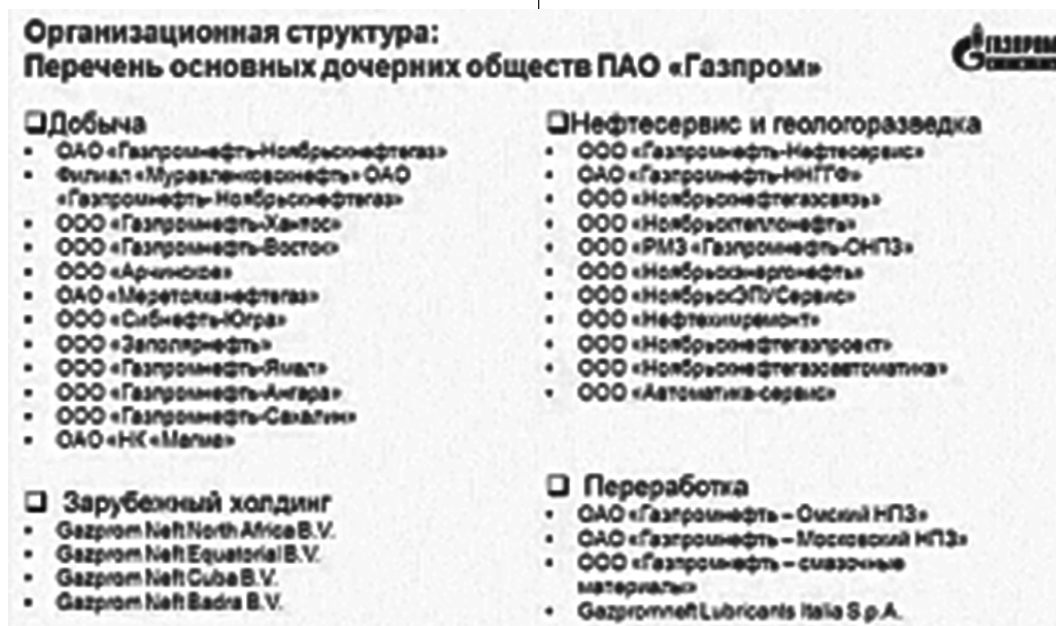 Организационная структура:
Перечень основных дочерних обществ ПАО «Газпром»
ГАЗПРОМ
❑Добыча
• ОАО «Газпромнефть-Ноябрьскнефтегаз»
• Филиал «Муравленковскнефть» ОАО
«Газпромнефть- Ноябрьскнефтегаз»
• ООО «Газпромнефть-Хантос»
• ООО «Газпромнефть-Восток»
• ООО «Арчинское»
• ОАО «Меретояханефтегаз»
• ООО «Сибнефть-Югра»
• ООО «Заполярнефть»
• ООО «Газпромнефть-Ямал»
• ООО «Газпромнефть-Ангара»
• ООО «Газпромнефть-Сахалин»
• ОАО «НК «Магма»
❑ Зарубежный холдинг
• Gazprom Neft North Africa B.V.
• Gazprom Neft Equatorial B.V.
• Gazprom Neft Cuba B.V.
• Gazprom Neft Badra B.V.
❑Нефтесервис и геологоразведка
• ООО «Газпромнефть-Нефтесервис»
• ОАО «Газпромнефть-ННГГФ»
• ООО «Ноябрьскнефтегазсвязь»
• ООО «Ноябрьсктеплонефть»
• ООО «РМЗ «Газпромнефть-ОНПЗ»
• ООО «Ноябрьскэнергонефть»
• ООО «НоябрьскЭПУСервис»
• ООО «Нефтехимремонт»
• ООО «Ноябрьскнефтегазпроект»
• ООО «Ноябрьскнефтегазавтоматика»
• ООО «Автоматика-сервис»
❑ Переработка
• ОАО «Газпромнефть – Омский НПЗ»
• ОАО «Газпромнефть – Московский НПЗ»
• ООО «Газпромнефть – смазочные
материалы»
• Gazpromneft Lubricants Italia S.p.A.